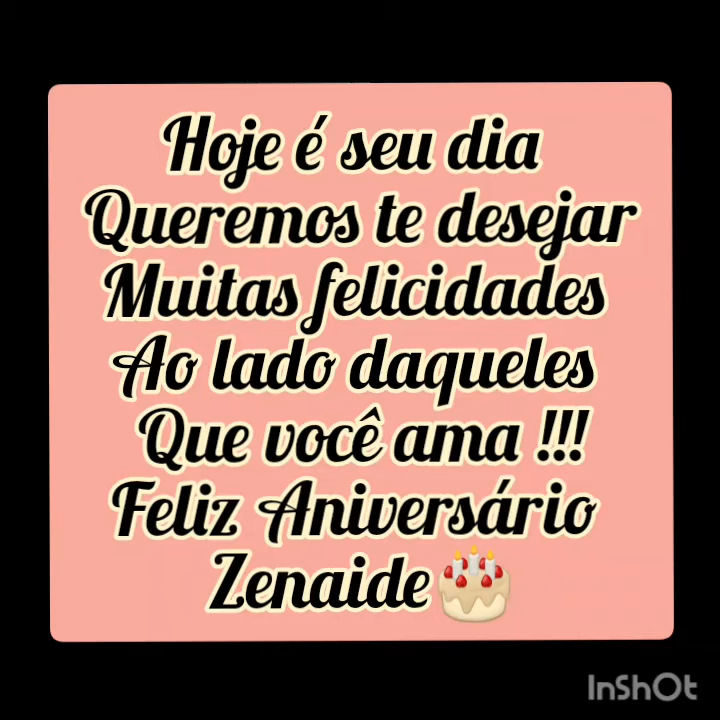 Hoje é seu dia
Queremos te desejar
Muitas felicidades
Ao lado daqueles
Que você ama !!!
Feliz Aniversário
Zenaide🎂
InShOt